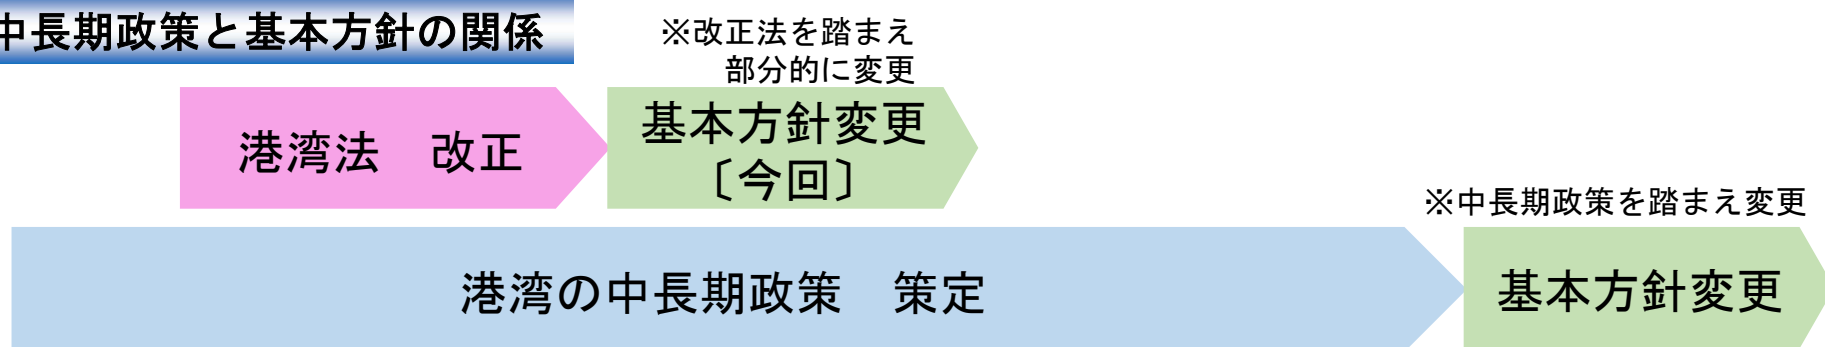 中長期政策と基本方針の関係
※改正法を踏まえ
部分的に変更
港湾法　改正
基本方針変更
〔今回〕
※中長期政策を踏まえ変更
港湾の中長期政策　策定
基本方針変更